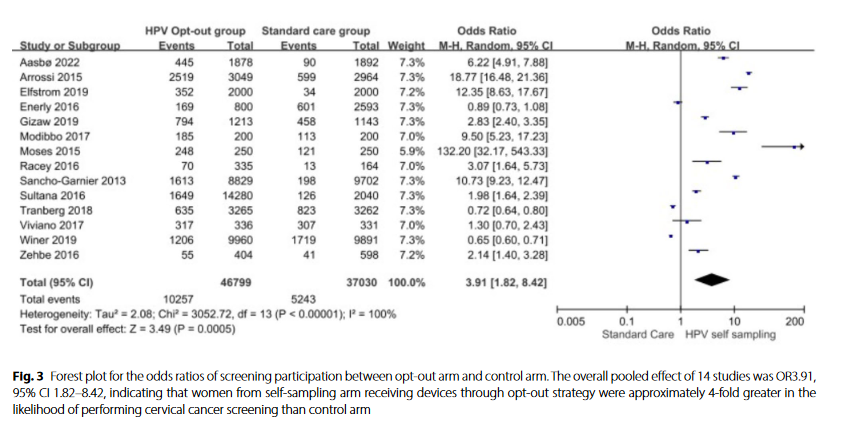 HPV Opt-out group Standard care group Odds Ratio Odds Ratio
Study or Subgroup Events Total Events Total Weight M-H, Random, 95% CI M-H, Random, 95% CI
Aasbø 2022 445 1878 90 1892 7.3% 6.22 [4.91, 7.88]
Arrossi 2015 2519 3049 599 2964 7.3% 18.77 [16.48, 21.36]
Elfstrom 2019 352 2000 34 2000 7.2% 12.35 [8.63, 17.67]
Enerly 2016 169 800 601 2593 7.3% 0.89 [0.73, 1.08]
Gizaw 2019 794 1213 458 1143 7.3% 2.83 [2.40, 3.35]
Modibbo 2017 185 200 113 200 7.0% 9.50 [5.23, 17.23]
Moses 2015 248 250 121 250 5.9% 132.20 [32.17, 543.33]
Racey 2016 70 335 13 164 7.0% 3.07 [1.64, 5.73]
Sancho-Garnier 2013 1613 8829 198 9702 7.3% 10.73 [9.23, 12.47]
Sultana 2016 1649 14280 126 2040 7.3% 1.98 [1.64, 2.39]
Tranberg 2018 635 3265 823 3262 7.3% 0.72 [0.64, 0.80]
Viviano 2017 317 336 307 331 7.0% 1.30 [0.70, 2.43]
Winer 2019 1206 9960 1719 9891 7.3% 0.65 [0.60, 0.71]
Zehbe 2016 55 404 41 598 7.2% 2.14 [1.40, 3.28]
Total (95% CI) 46799 37030 100.0% 3.91 [1.82, 8.42]
Total events 10257 5243
Heterogeneity: Tau² = 2.08; Chi² = 3052.72, df = 13 (P < 0.00001); I² = 100%
Test for overall effect: Z = 3.49 (P = 0.0005)
0.005 0.1 1 10 200
Standard Care HPV self sampling
Fig. 3 Forest plot for the odds ratios of screening participation between opt-out arm and control arm. The overall pooled effect of 14 studies was OR3.91,
95% CI 1.82–8.42, indicating that women from self-sampling arm receiving devices through opt-out strategy were approximately 4-fold greater in the
likelihood of performing cervical cancer screening than control arm